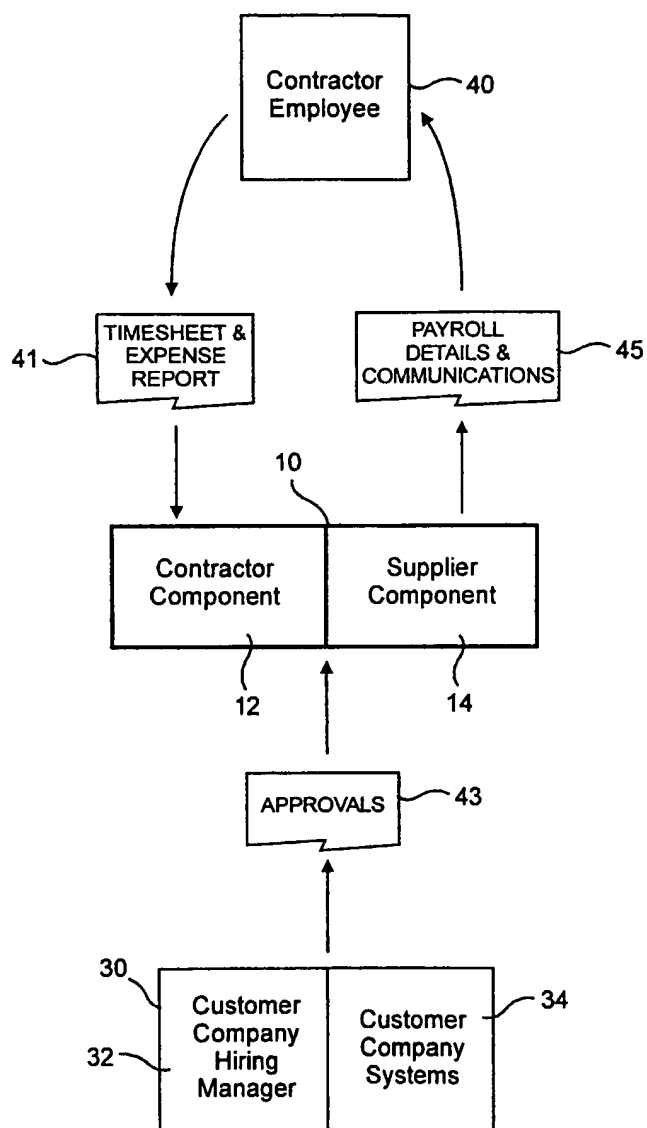 Contractor
Employee
40
TIMESHEET &
EXPENSE
REPORT
41
PAYROLL
DETAILS &
COMMUNICATIONS
45
10
Contractor
Component
Supplier
Component
12
14
APPROVALS
43
30
Customer
Company
Hiring
Manager
32
Customer
Company
Systems
34